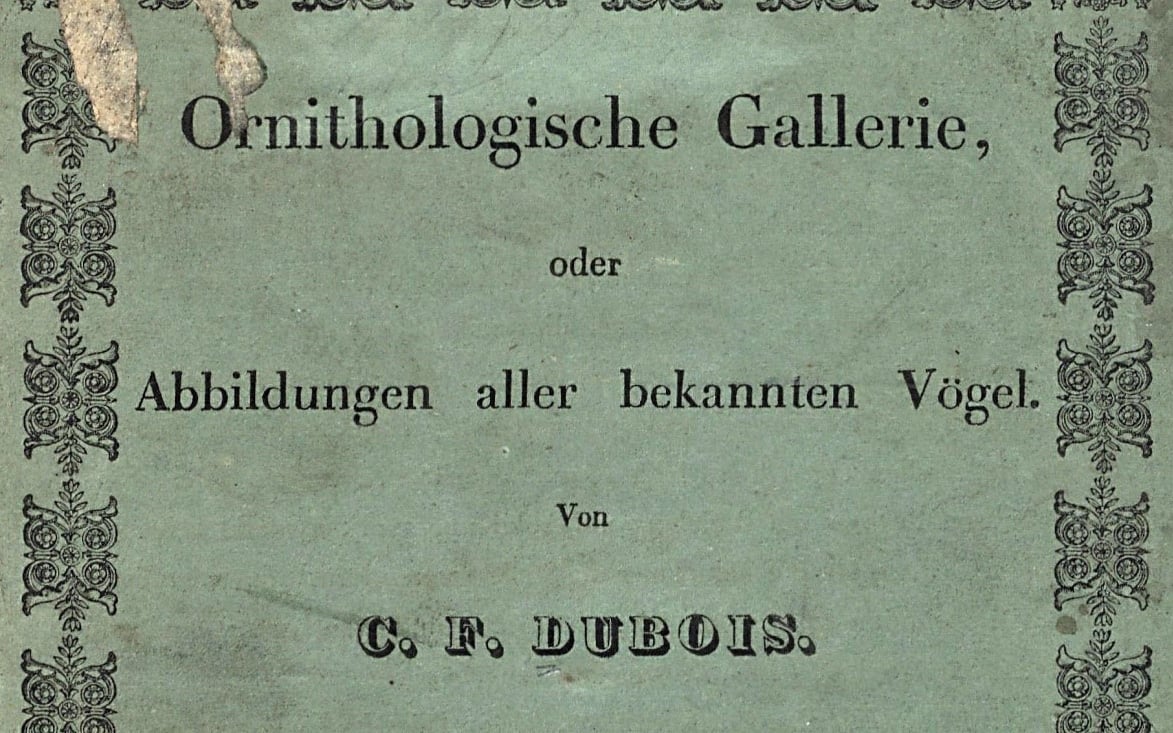 Ornithologische Gallerie,
oder
Abbildungen aller bekannten Vögel.
Von
C. F. DUBOIS.